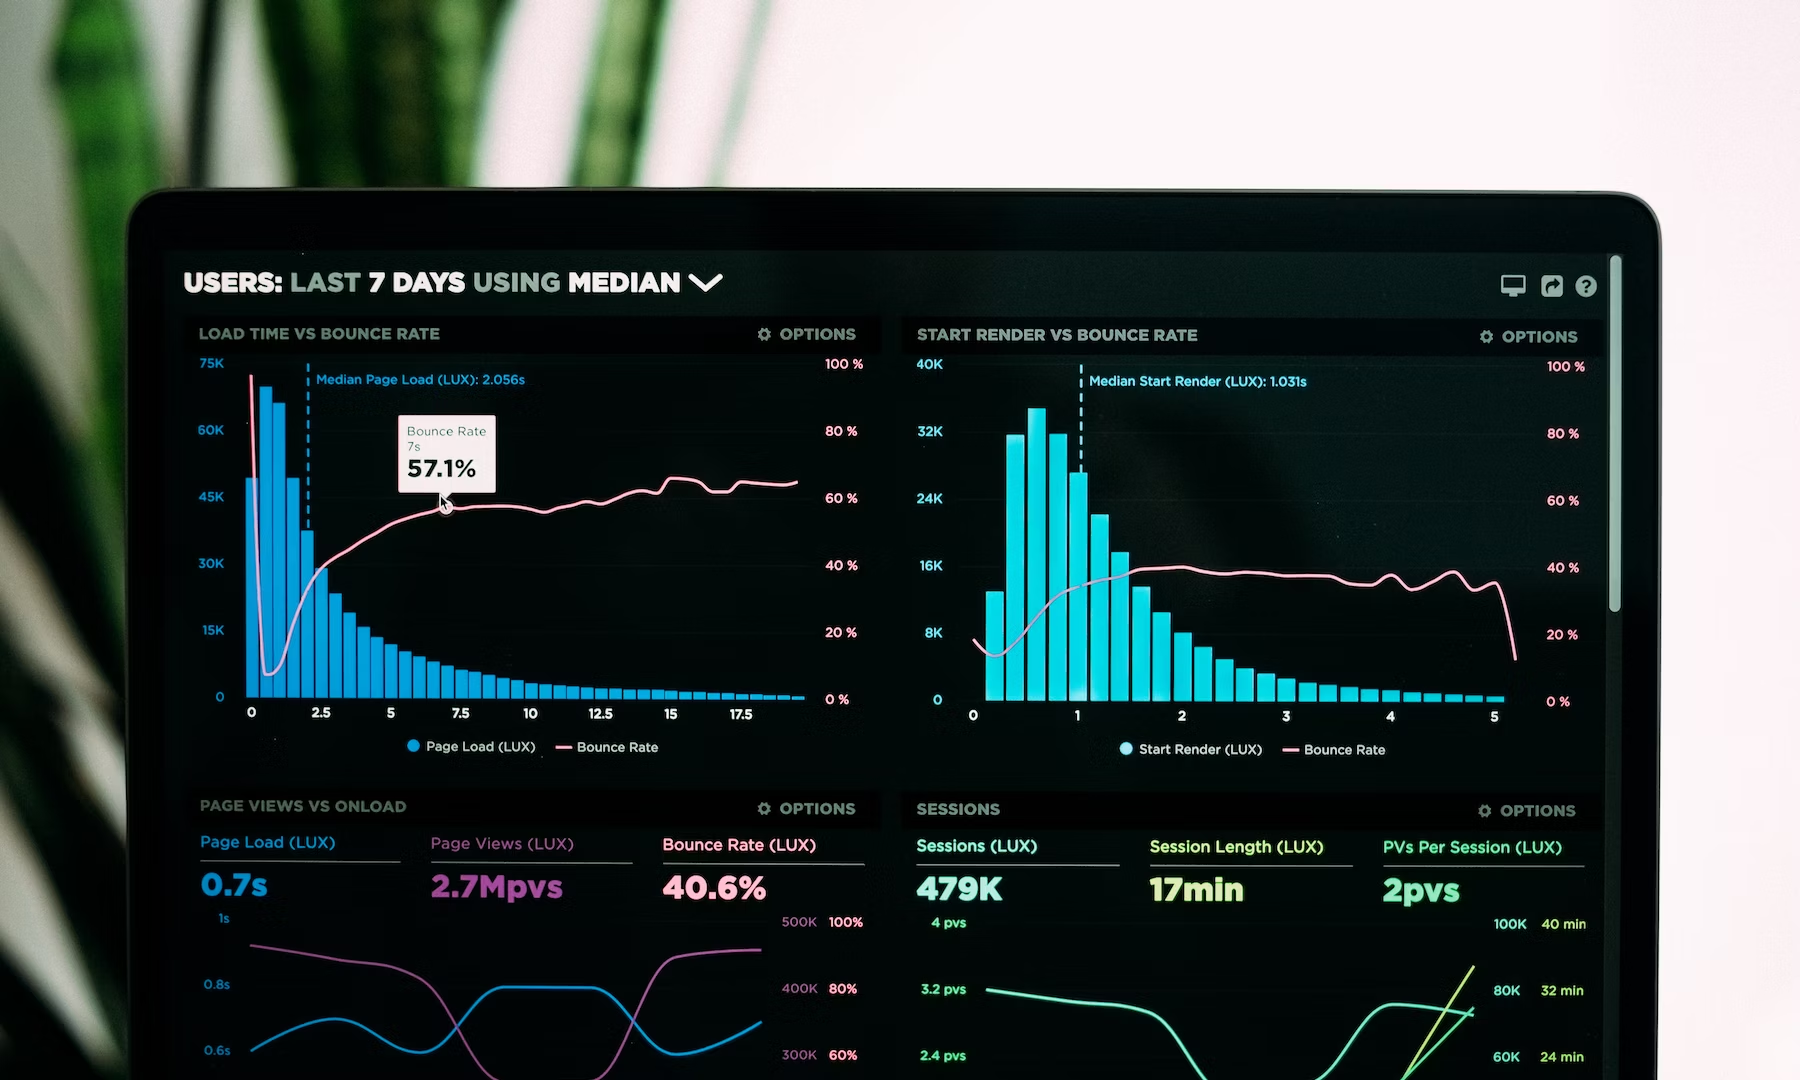 USERS: LAST 7 DAYS USING MEDIAN
LOAD TIME VS BOUNCE RATE
OPTIONS
75K
60K
45K
30K
15K
0
Median Page Load (LUX): 2.056s
Bounce Rate
7s
57.1%
100 %
80 %
60 %
40 %
20 %
0 %
0 2.5 5 7.5 10 12.5 15 17.5
Page Load (LUX) Bounce Rate
START RENDER VS BOUNCE RATE
OPTIONS
40K
32K
24K
16K
8K
0
Median Start Render (LUX): 1.031s
100 %
80 %
60 %
40 %
20 %
0 %
0 1 2 3 4 5
Start Render (LUX) Bounce Rate
PAGE VIEWS VS ONLOAD
OPTIONS
Page Load (LUX) Page Views (LUX) Bounce Rate (LUX)
0.7s 2.7Mpvs 40.6%
1s
0.8s
0.6s
500K 100%
400K 80%
300K 60%
SESSIONS
OPTIONS
Sessions (LUX) Session Length (LUX) PVs Per Session (LUX)
479K 17min 2pvs
4 pvs
3.2 pvs
2.4 pvs
100K 40 min
80K 32 min
60K 24 min